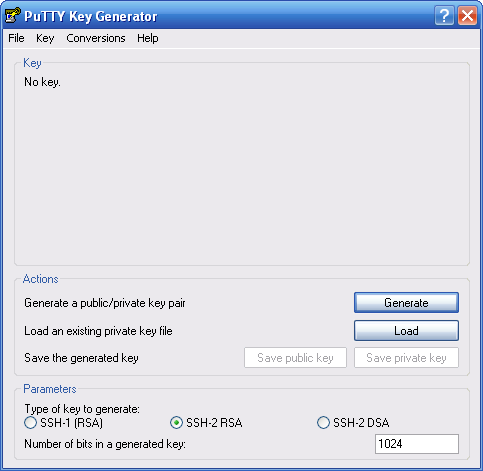 PuTTY Key Generator
File Key Conversions Help
Key
No key.
Actions
Generate a public/private key pair Generate
Load an existing private key file Load
Save the generated key Save public key Save private key
Parameters
Type of key to generate:
SSH-1 (RSA) SSH-2 RSA SSH-2 DSA
Number of bits in a generated key: 1024